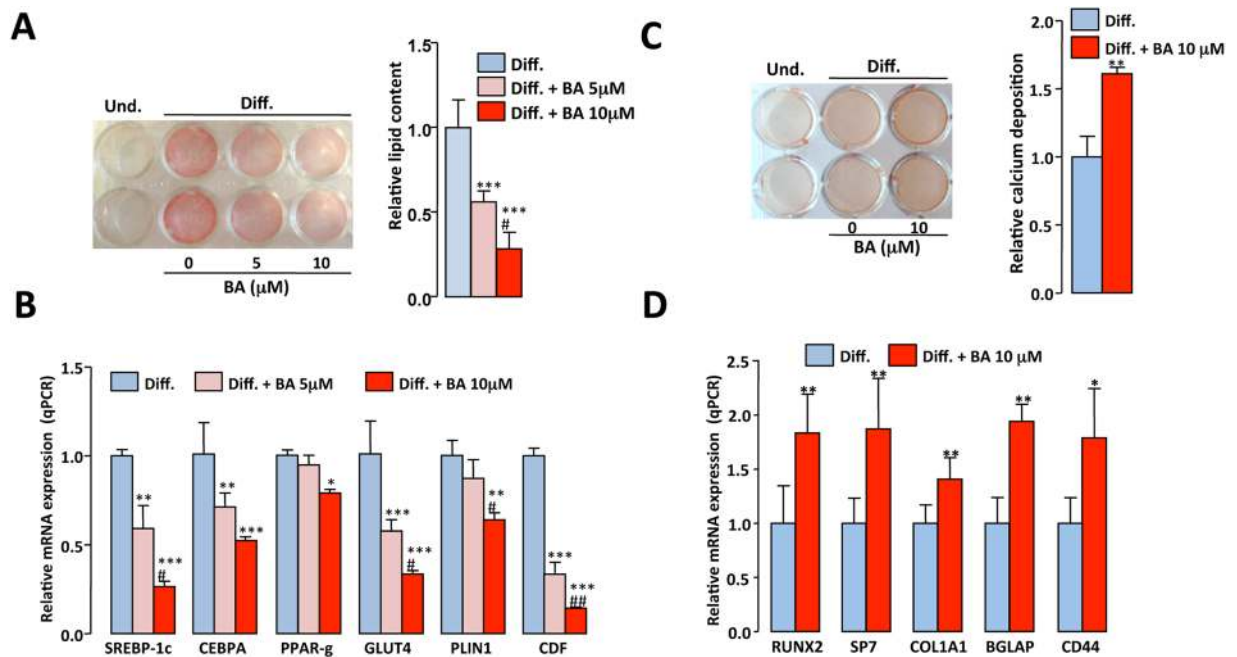 A
Und. Diff.
0 5 10
BA (μM)
Relative lipid content
1.5
1.0
0.5
0.0
Diff.
Diff. + BA 5μM
Diff. + BA 10μM
***
***
#
C
Und. Diff.
0 10
BA (μM)
Relative calcium deposition
2.0
1.5
1.0
0.5
0.0
Diff.
Diff. + BA 10 μM
**
B
Relative mRNA expression (qPCR)
1.5
1.0
0.5
0.0
Diff. Diff. + BA 5μM Diff. + BA 10μM
** *** #
** ***
*
*** *** #
** #
*** *** ##
SREBP-1c CEBPA PPAR-g GLUT4 PLIN1 CDF
D
Relative mRNA expression (qPCR)
2.5
2.0
1.5
1.0
0.5
0.0
Diff. Diff. + BA 10 μM
** ** ** ** *
RUNX2 SP7 COL1A1 BGLAP CD44